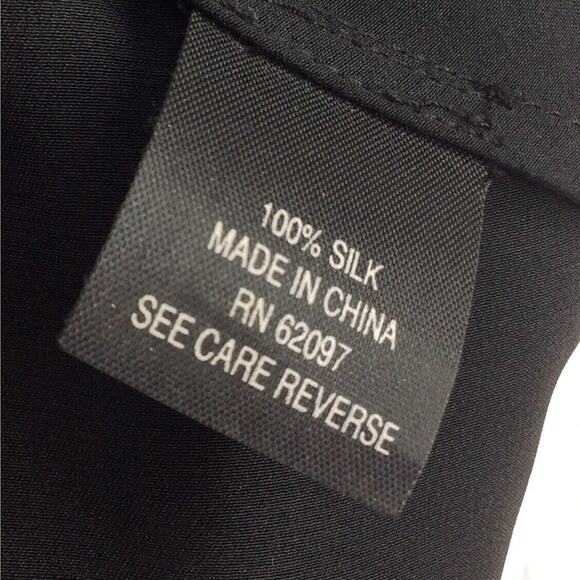 100% SILK
MADE IN CHINA
RN 62097
SEE CARE REVERSE